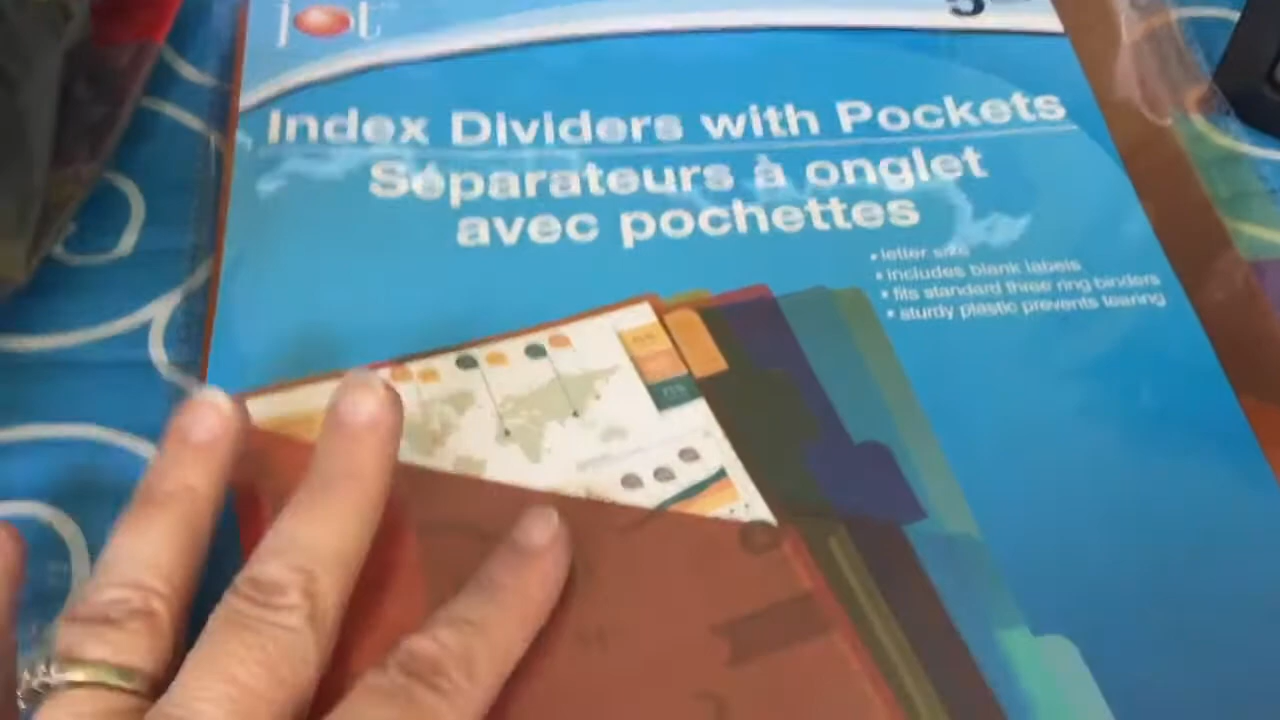 jot
5
Index Dividers with Pockets
Séparateurs à onglet
avec pochettes
• letter size
• includes blank labels
• fits standard three ring binders
• sturdy plastic prevents tearing